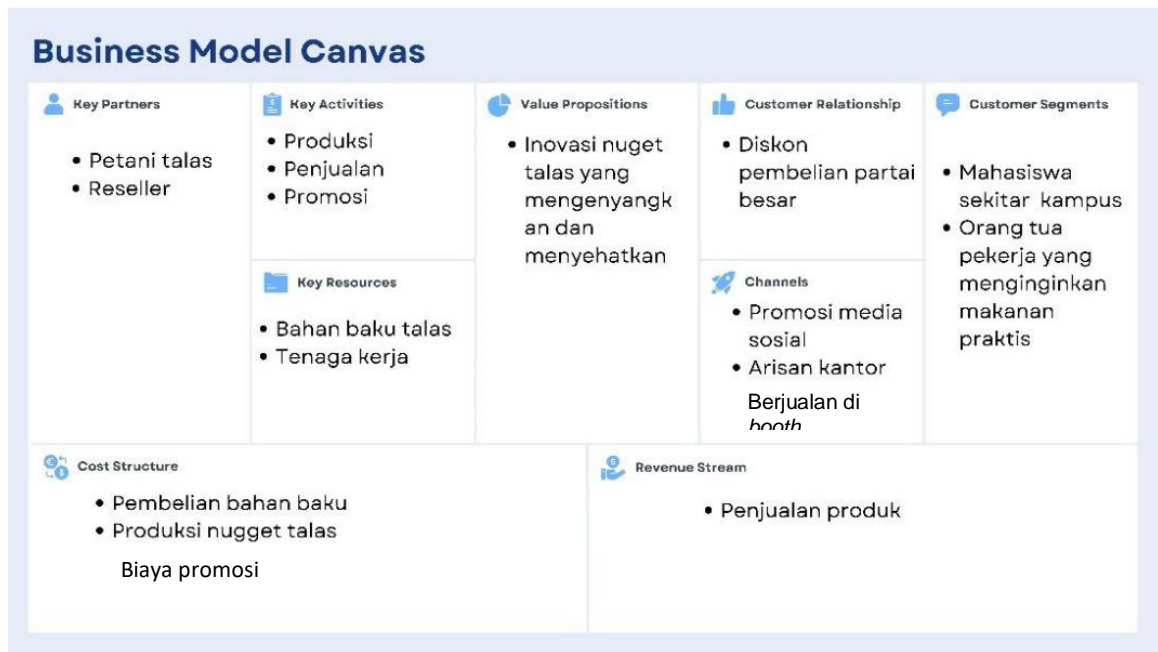 Business Model Canvas
Key Partners
• Petani talas
• Reseller
Key Activities
• Produksi
• Penjualan
• Promosi
Key Resources
• Bahan baku talas
• Tenaga kerja
Value Propositions
• Inovasi nuget
talas yang
mengenyangk
an dan
menyehatkan
Customer Relationship
• Diskon
pembelian partai
besar
Channels
• Promosi media
sosial
• Arisan kantor
Berjualan di
booth
Customer Segments
• Mahasiswa
sekitar kampus
• Orang tua
pekerja yang
menginginkan
makanan
praktis
Cost Structure
• Pembelian bahan baku
• Produksi nugget talas
Biaya promosi
Revenue Stream
• Penjualan produk